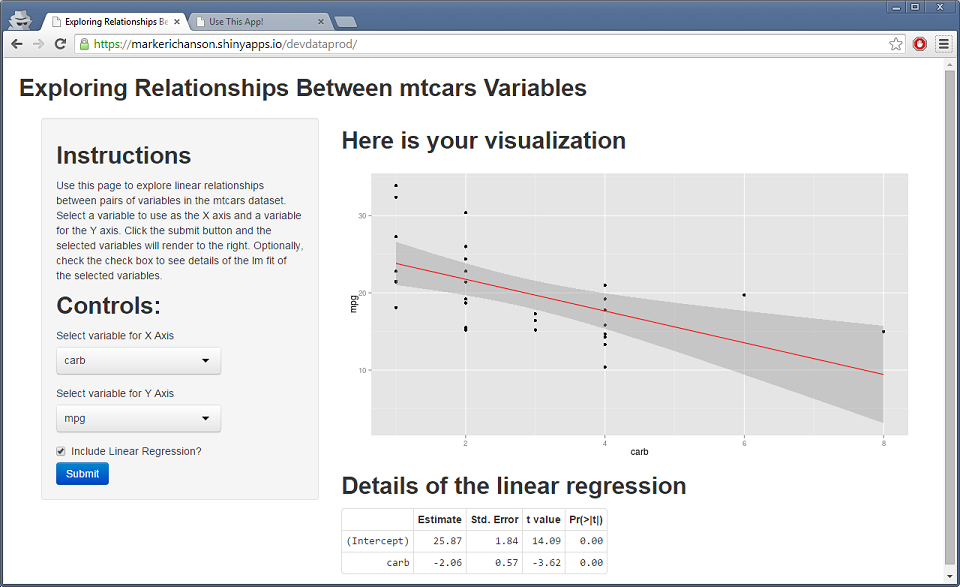 Exploring Relationships Be
Use This App!
https://markerichanson.shinyapps.io/devdataprod/
Exploring Relationships Between mtcars Variables
Instructions
Use this page to explore linear relationships
between pairs of variables in the mtcars dataset.
Select a variable to use as the X axis and a variable
for the Y axis. Click the submit button and the
selected variables will render to the right. Optionally,
check the check box to see details of the lm fit of
the selected variables.
Controls:
Select variable for X Axis
carb
Select variable for Y Axis
mpg
Include Linear Regression?
Submit
Here is your visualization
30
20
10
mpg
2 4 6 8
carb
Details of the linear regression
Estimate Std. Error t value Pr(>|t|)
(Intercept) 25.87 1.84 14.09 0.00
carb -2.06 0.57 -3.62 0.00